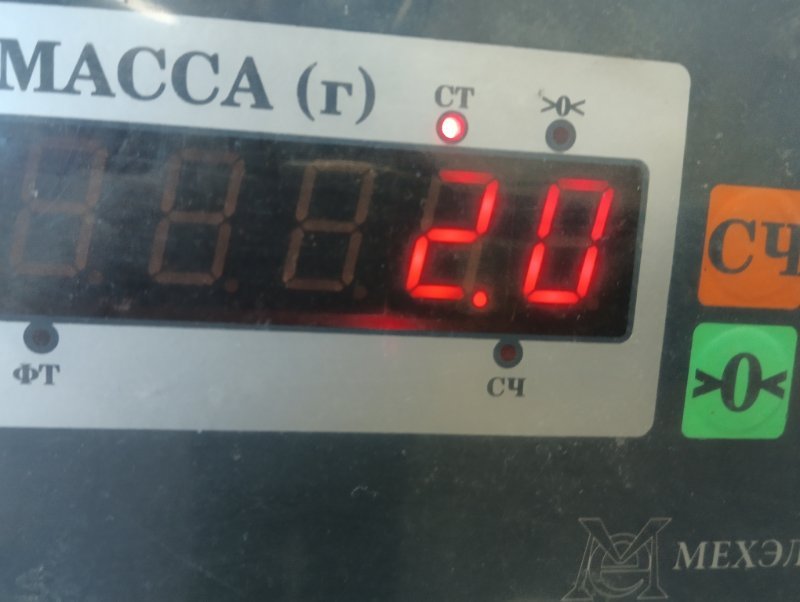 МАССА (г)
СТ
>0<
2.0
ФТ
СЧ
СЧ
>0<
МЕХЭЛ